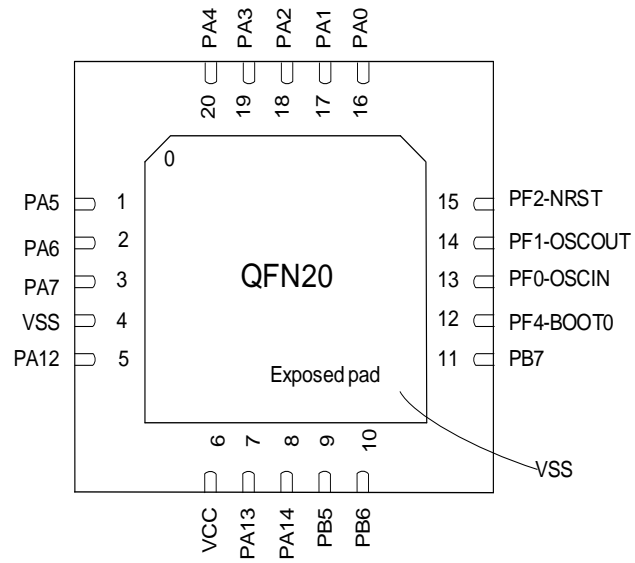 PA4 PA3 PA2 PA1 PA0
20 19 18 17 16
0
PA5 1
PA6 2
PA7 3
VSS 4
PA12 5
QFN20
Exposed pad
15 PF2-NRST
14 PF1-OSCOUT
13 PF0-OSCIN
12 PF4-BOOT0
11 PB7
6 7 8 9 10
VSS
VCC PA13 PA14 PB5 PB6